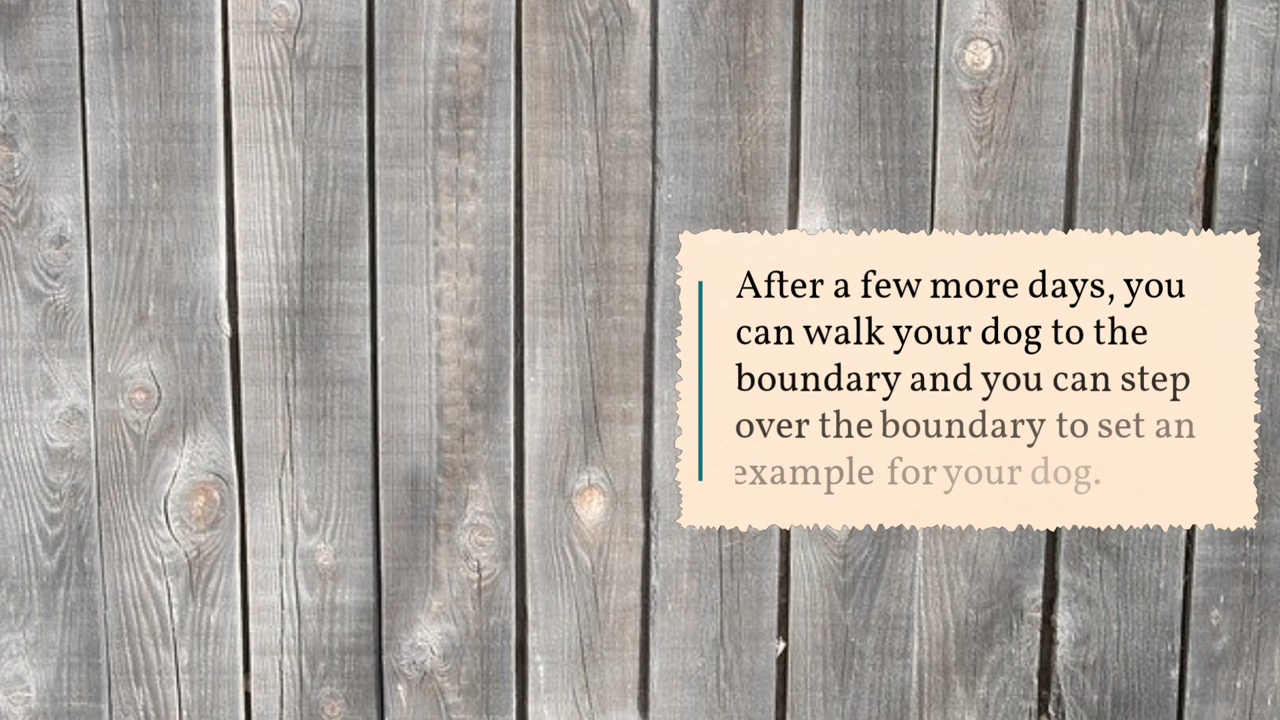 After a few more days, you
can walk your dog to the
boundary and you can step
over the boundary to set an
example for your dog.